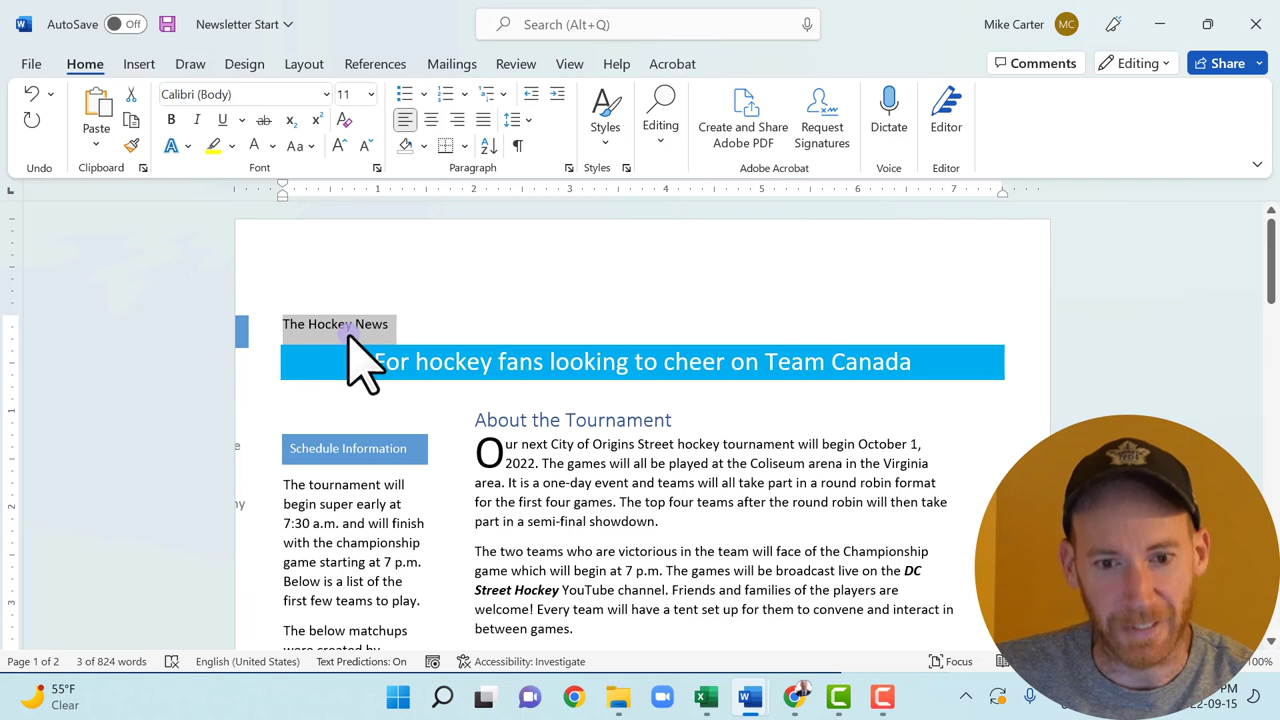 AutoSave Off Newsletter Start Search (Alt+Q) Mike Carter MC
File Home Insert Draw Design Layout References Mailings Review View Help Acrobat Comments Editing Share
Calibri (Body) 11
Paste Styles Editing Create and Share Adobe PDF Request Signatures Dictate Editor
Undo Clipboard Font Paragraph Styles Adobe Acrobat Voice Editor
1 2 3 4 5 6 7
The Hockey News
For hockey fans looking to cheer on Team Canada
Schedule Information
The tournament will
begin super early at
7:30 a.m. and will finish
with the championship
game starting at 7 p.m.
Below is a list of the
first few teams to play.
The below matchups
were created by
About the Tournament
Our next City of Origins Street hockey tournament will begin October 1,
2022. The games will all be played at the Coliseum arena in the Virginia
area. It is a one-day event and teams will all take part in a round robin format
for the first four games. The top four teams after the round robin will then take
part in a semi-final showdown.
The two teams who are victorious in the team will face of the Championship
game which will begin at 7 p.m. The games will be broadcast live on the DC
Street Hockey YouTube channel. Friends and families of the players are
welcome! Every team will have a tent set up for them to convene and interact in
between games.
Page 1 of 2 3 of 824 words English (United States) Text Predictions: On Accessibility: Investigate Focus 100%
55°F
Clear